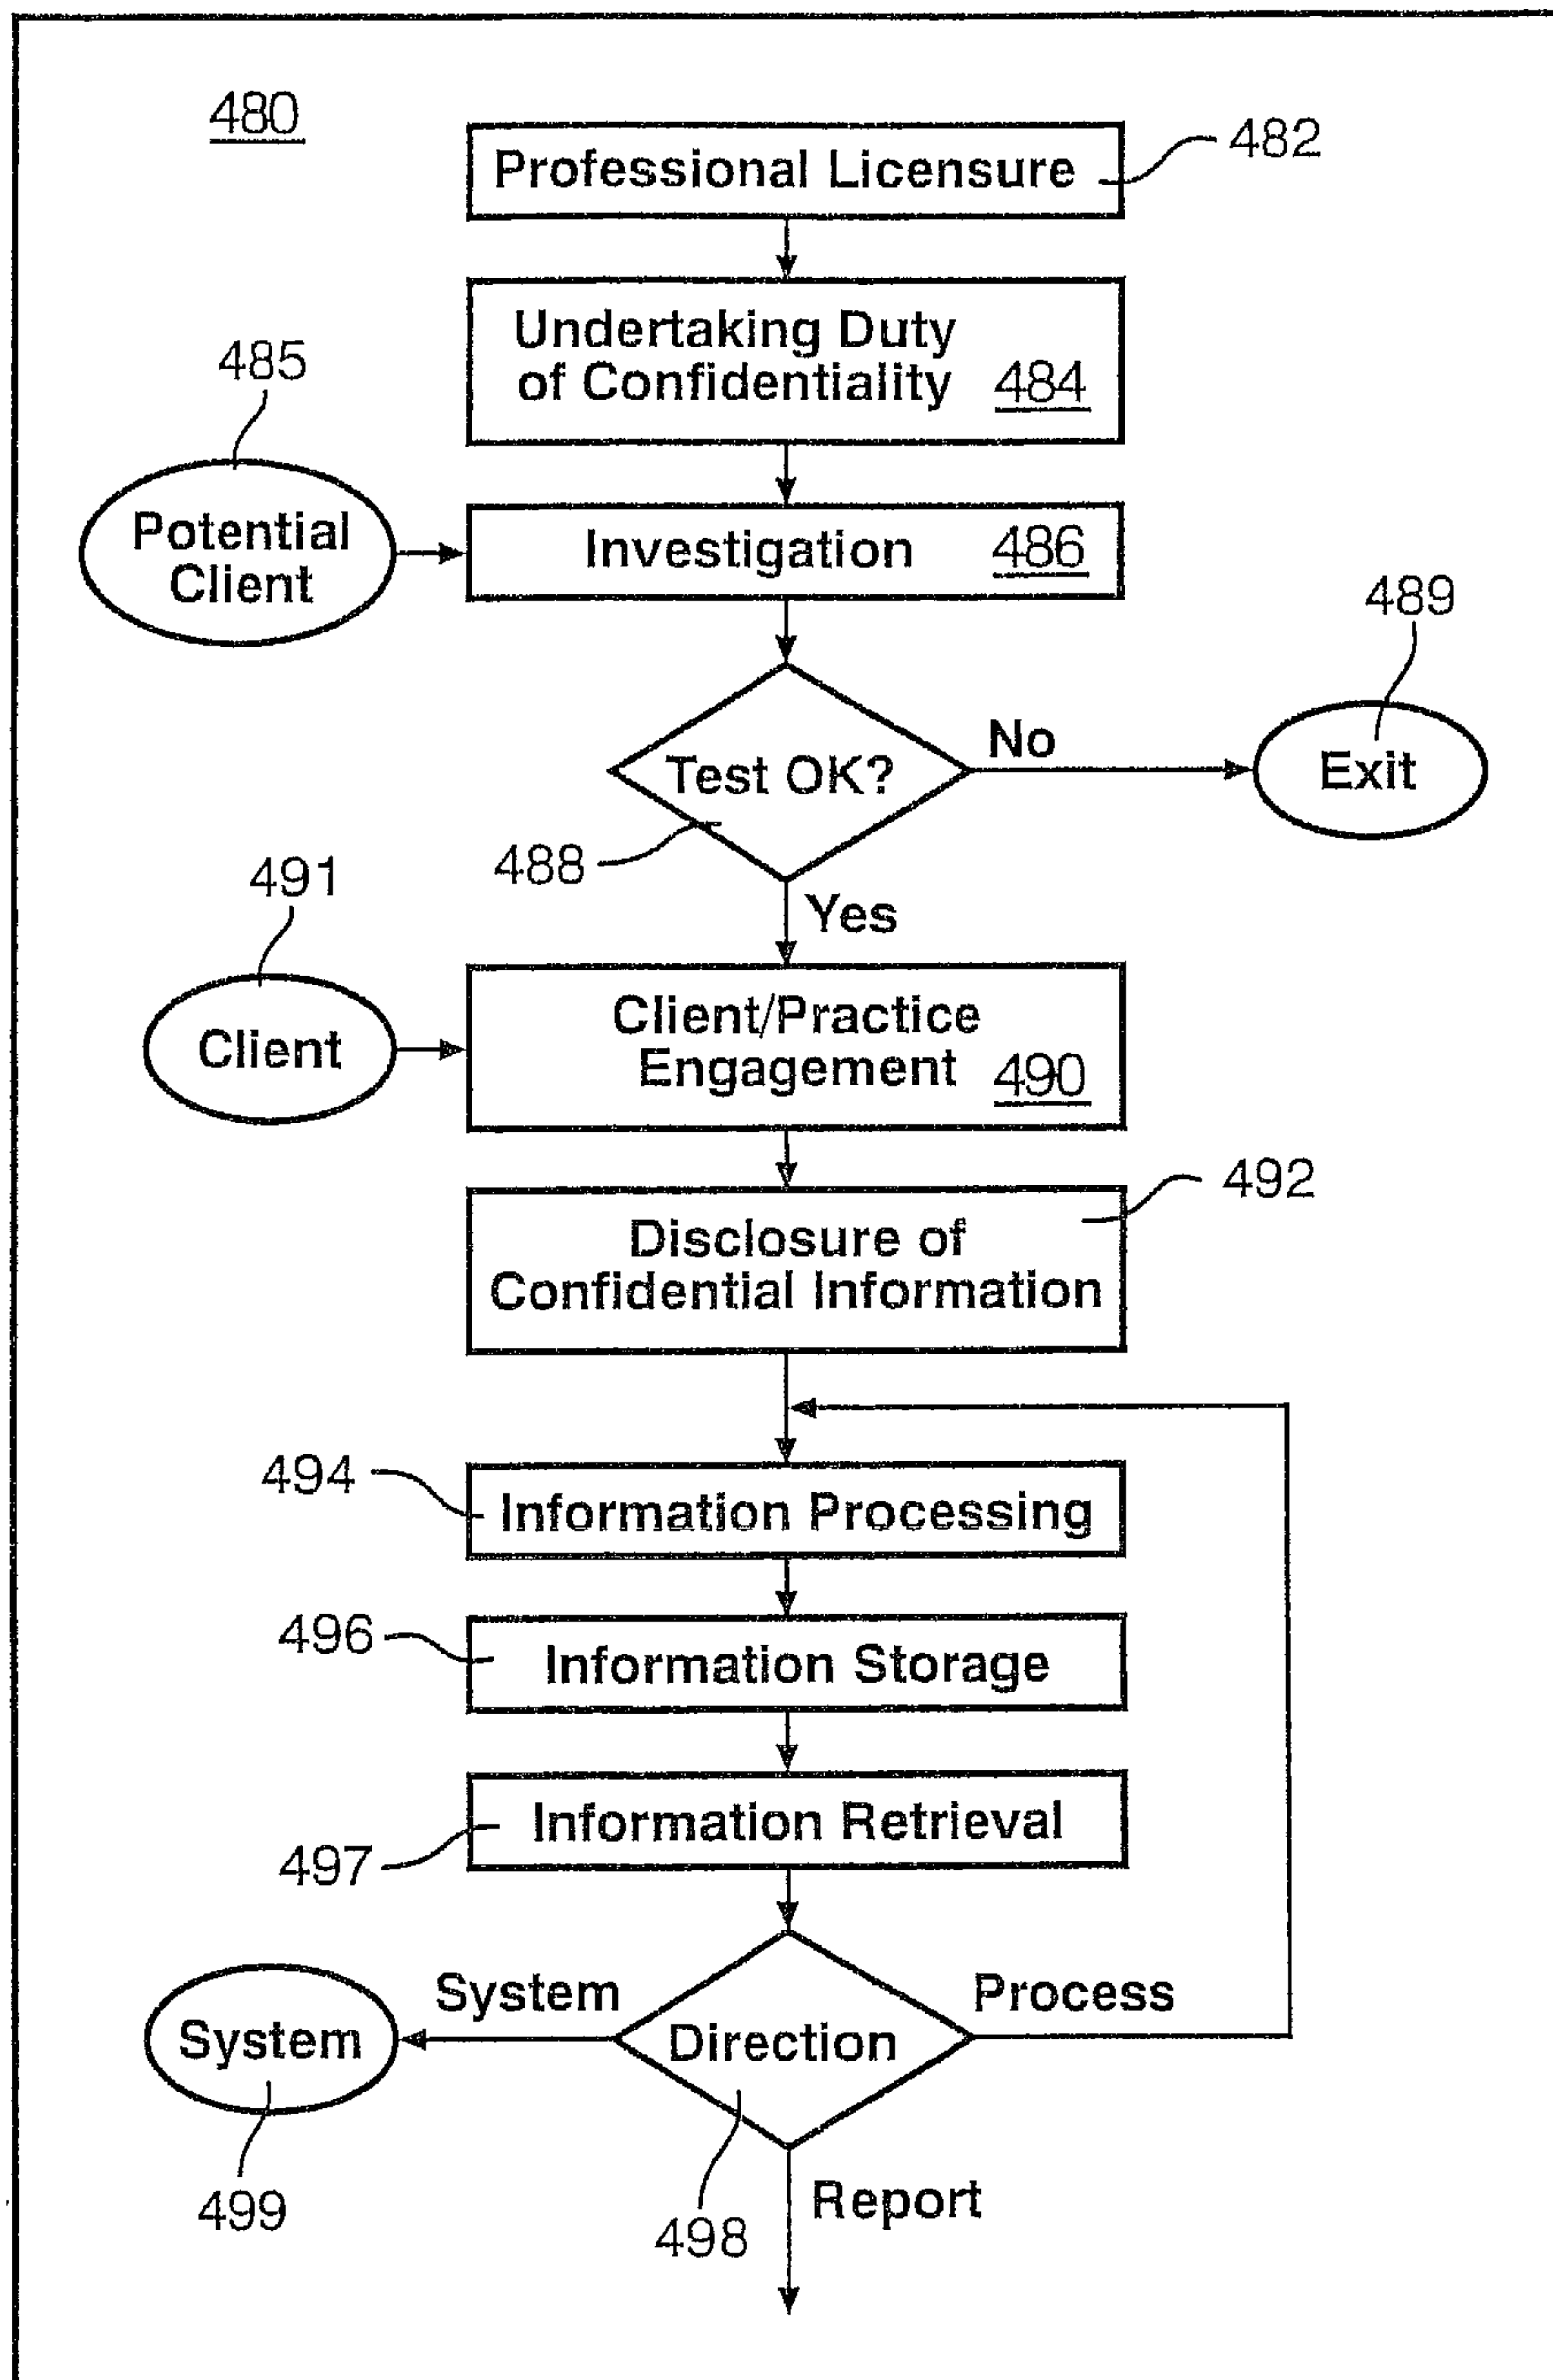 480
Professional Licensure
482
Undertaking Duty
of Confidentiality 484
485
Potential
Client
Investigation 486
489
Test OK?
No
Exit
488
Yes
491
Client
Client/Practice
Engagement 490
492
Disclosure of
Confidential Information
494
Information Processing
496
Information Storage
Information Retrieval
497
System
Process
System
Direction
499
498
Report